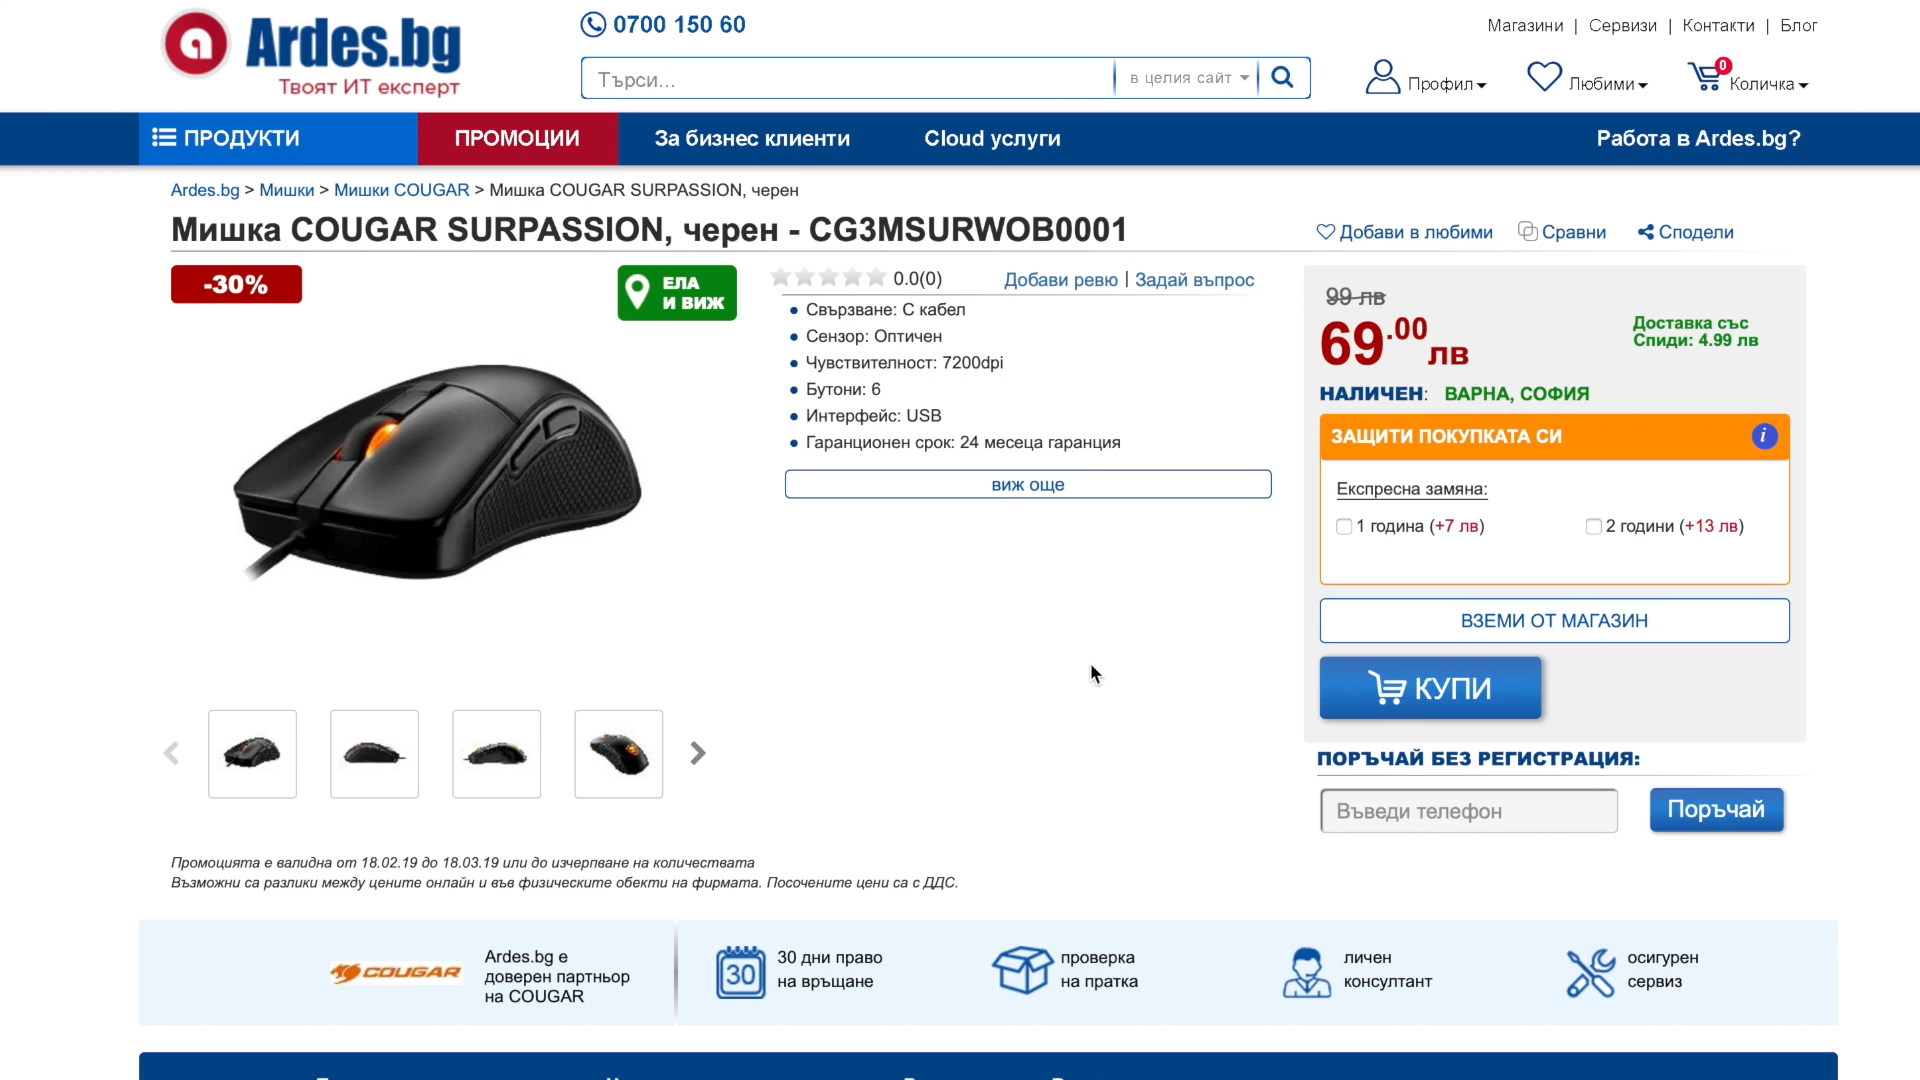 Ardes.bg
Твоят ИТ експерт
0700 150 60
Търси...
в целия сайт
Магазини | Сервизи | Контакти | Блог
Профил
Любими
0
Количка
ПРОДУКТИ
ПРОМОЦИИ
За бизнес клиенти
Cloud услуги
Работа в Ardes.bg?
Ardes.bg > Мишки > Мишки COUGAR > Мишка COUGAR SURPASSION, черен
Мишка COUGAR SURPASSION, черен - CG3MSURWOB0001
Добави в любими
Сравни
Сподели
-30%
ЕЛА
И ВИЖ
0.0(0)
Добави ревю | Задай въпрос
Свързване: С кабел
Сензор: Оптичен
Чувствителност: 7200dpi
Бутони: 6
Интерфейс: USB
Гаранционен срок: 24 месеца гаранция
виж още
99 лв
69.00 лв
Доставка със
Спиди: 4.99 лв
НАЛИЧЕН: ВАРНА, СОФИЯ
ЗАЩИТИ ПОКУПКАТА СИ
i
Експресна замяна:
1 година (+7 лв)
2 години (+13 лв)
ВЗЕМИ ОТ МАГАЗИН
КУПИ
ПОРЪЧАЙ БЕЗ РЕГИСТРАЦИЯ:
Въведи телефон
Поръчай
Промоцията е валидна от 18.02.19 до 18.03.19 или до изчерпване на количествата
Възможни са разлики между цените онлайн и във физическите обекти на фирмата. Посочените цени са с ДДС.
COUGAR
Ardes.bg е
доверен партньор
на COUGAR
30
30 дни право
на връщане
проверка
на пратка
личен
консултант
осигурен
сервиз